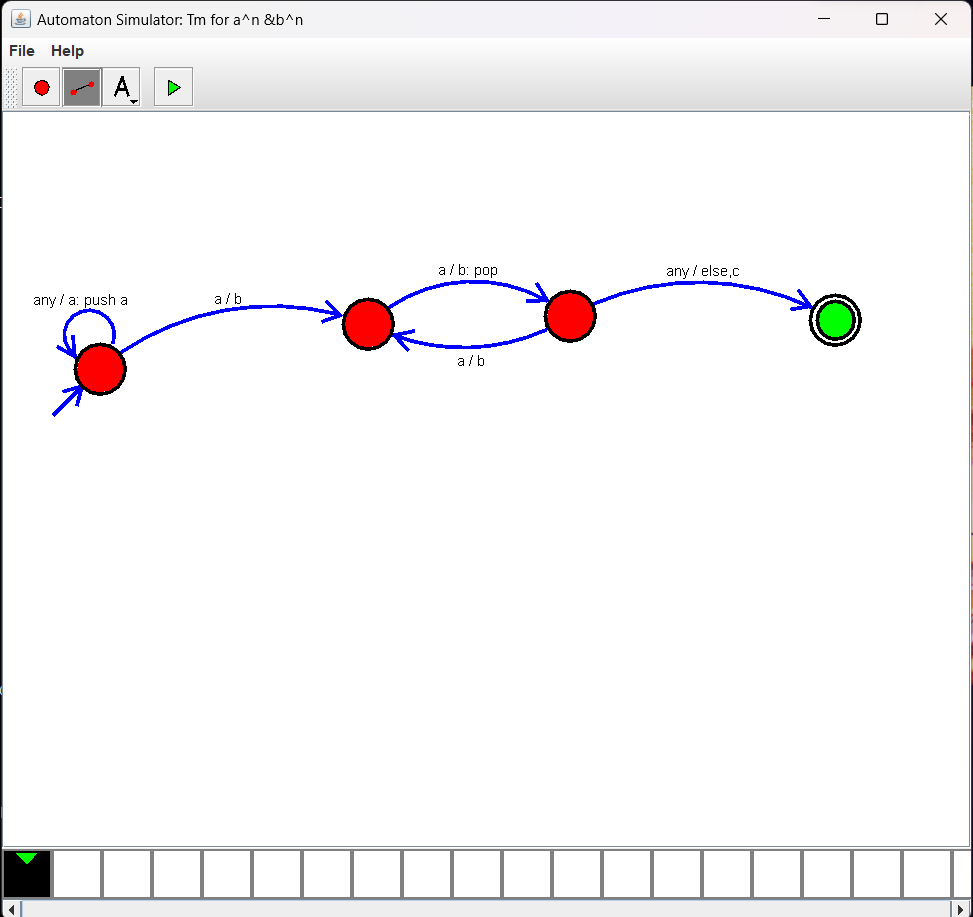 Automaton Simulator: Tm for a^n &b^n
File Help
A
a / b: pop
any / else,c
any / a: push a
a / b
a / b